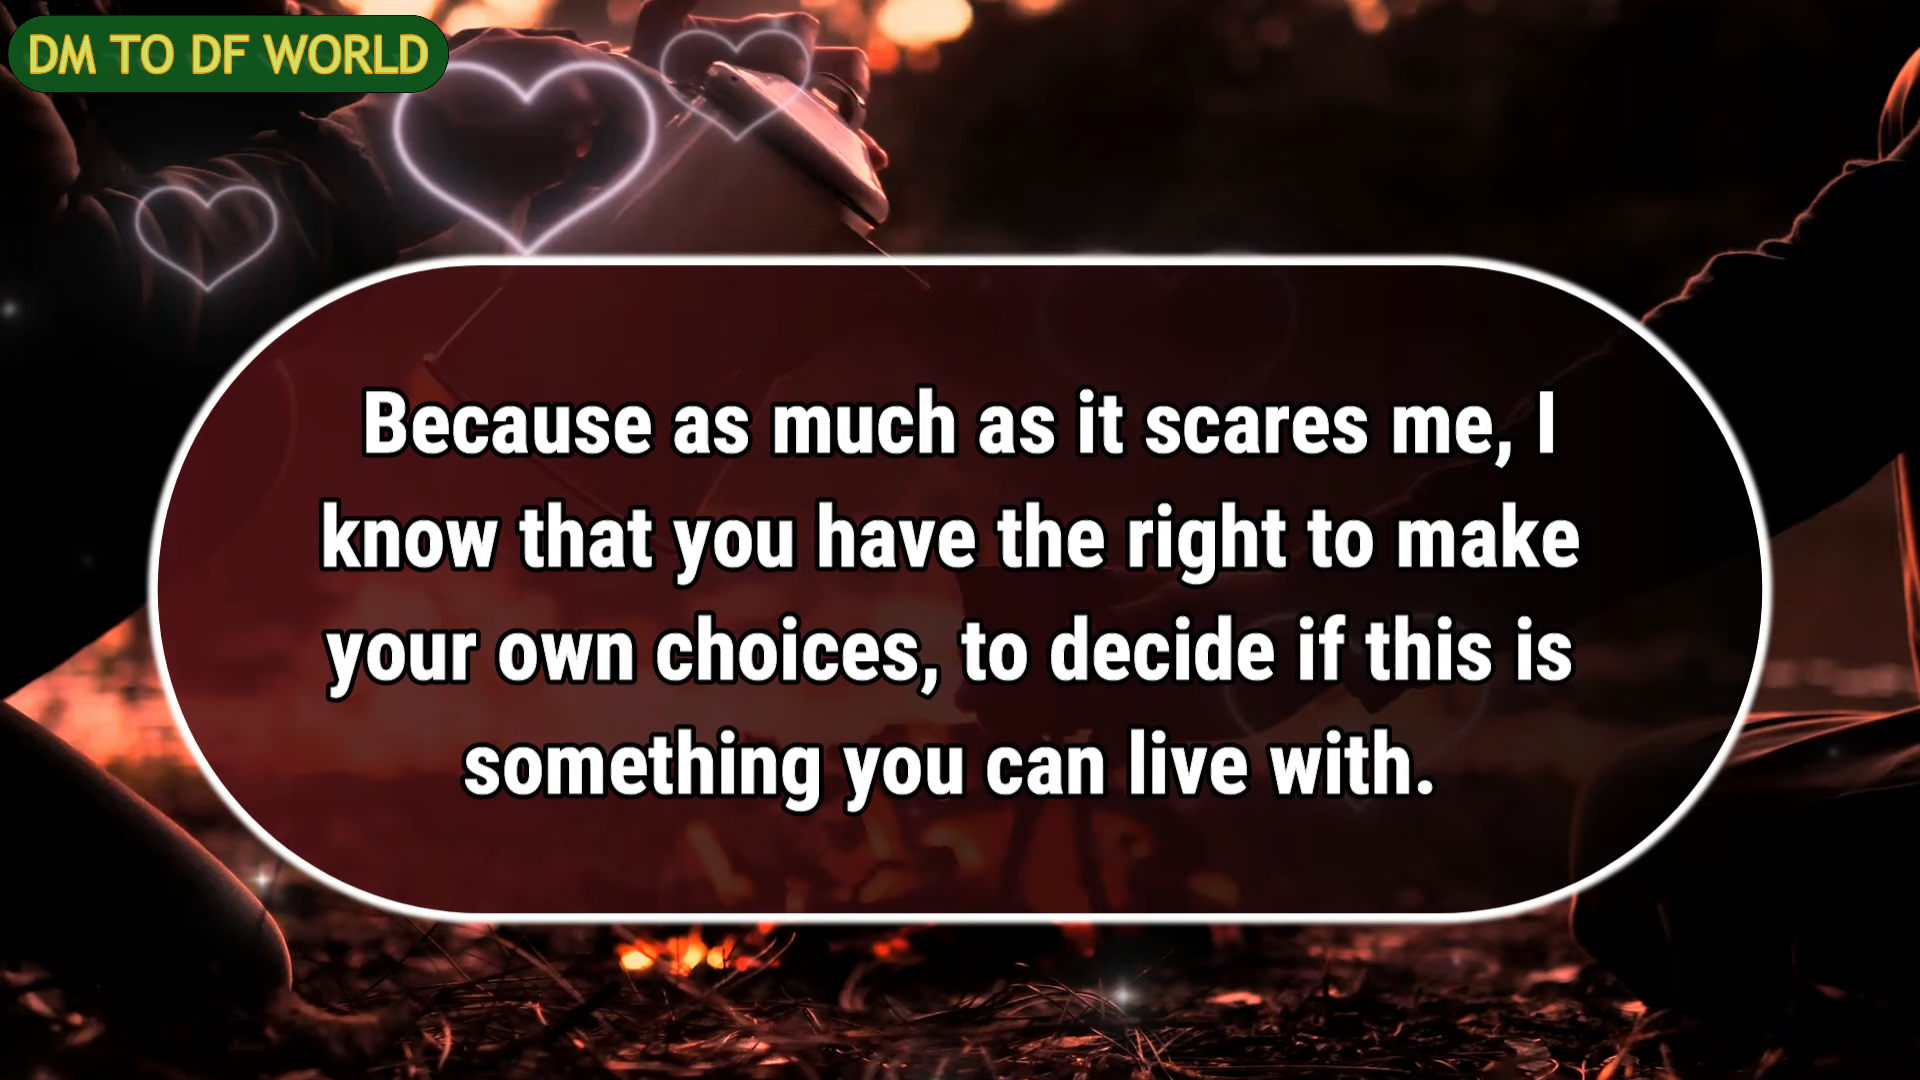 DM TO DF WORLD
Because as much as it scares me, I
know that you have the right to make
your own choices, to decide if this is
something you can live with.